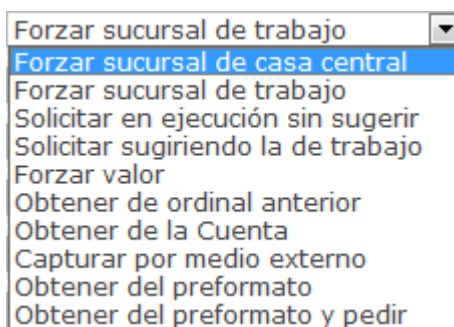 Forzar sucursal de trabajo
Forzar sucursal de casa central
Forzar sucursal de trabajo
Solicitar en ejecución sin sugerir
Solicitar sugiriendo la de trabajo
Forzar valor
Obtener de ordinal anterior
Obtener de la Cuenta
Capturar por medio externo
Obtener del preformato
Obtener del preformato y pedir